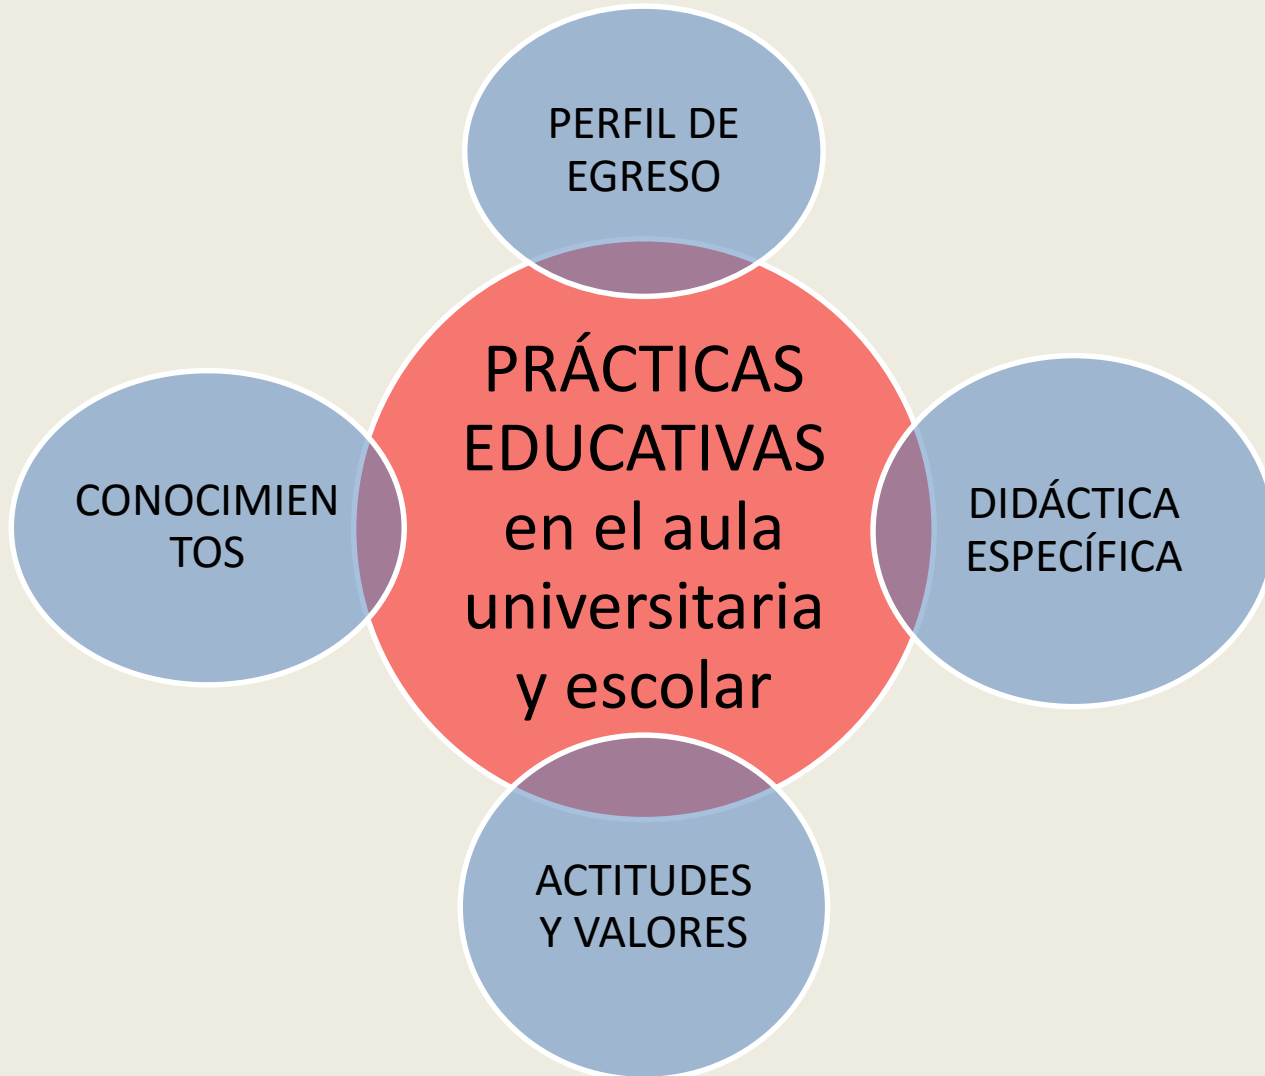 PERFIL DE
EGRESO
PRÁCTICAS
EDUCATIVAS
en el aula
universitaria
y escolar
CONOCIMIEN
TOS
DIDÁCTICA
ESPECÍFICA
ACTITUDES
Y VALORES